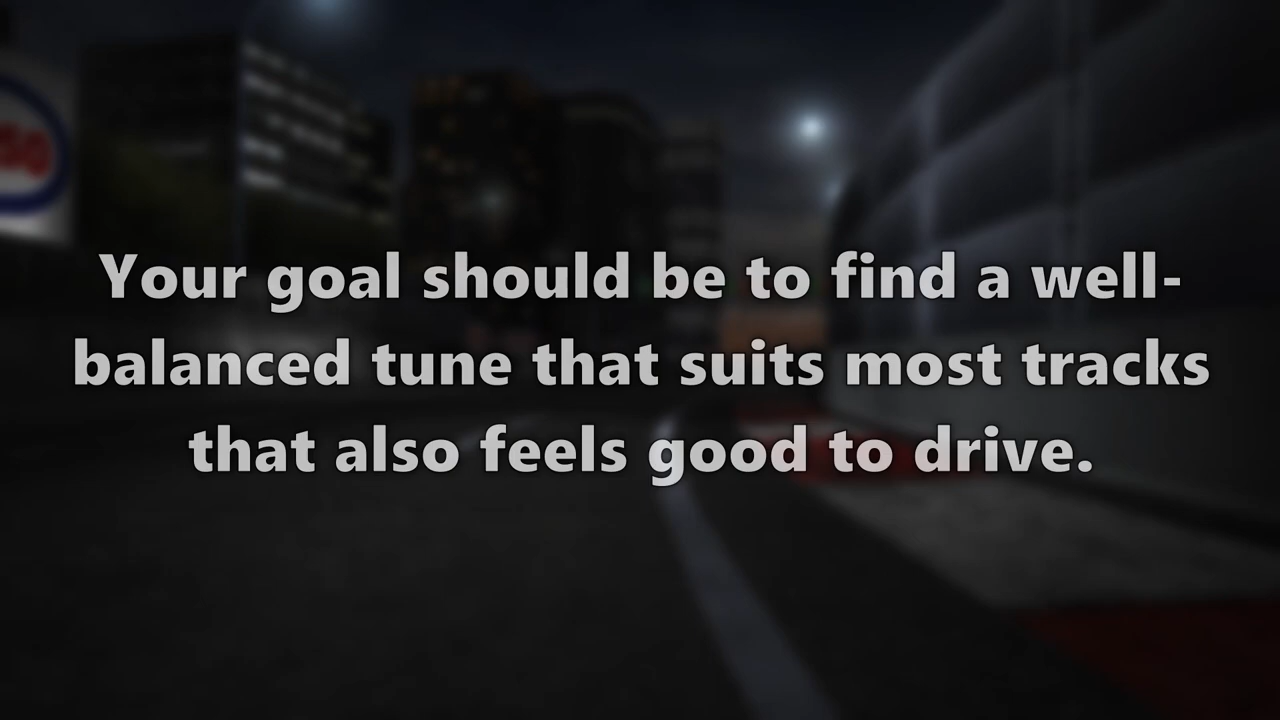 Your goal should be to find a well-
balanced tune that suits most tracks
that also feels good to drive.